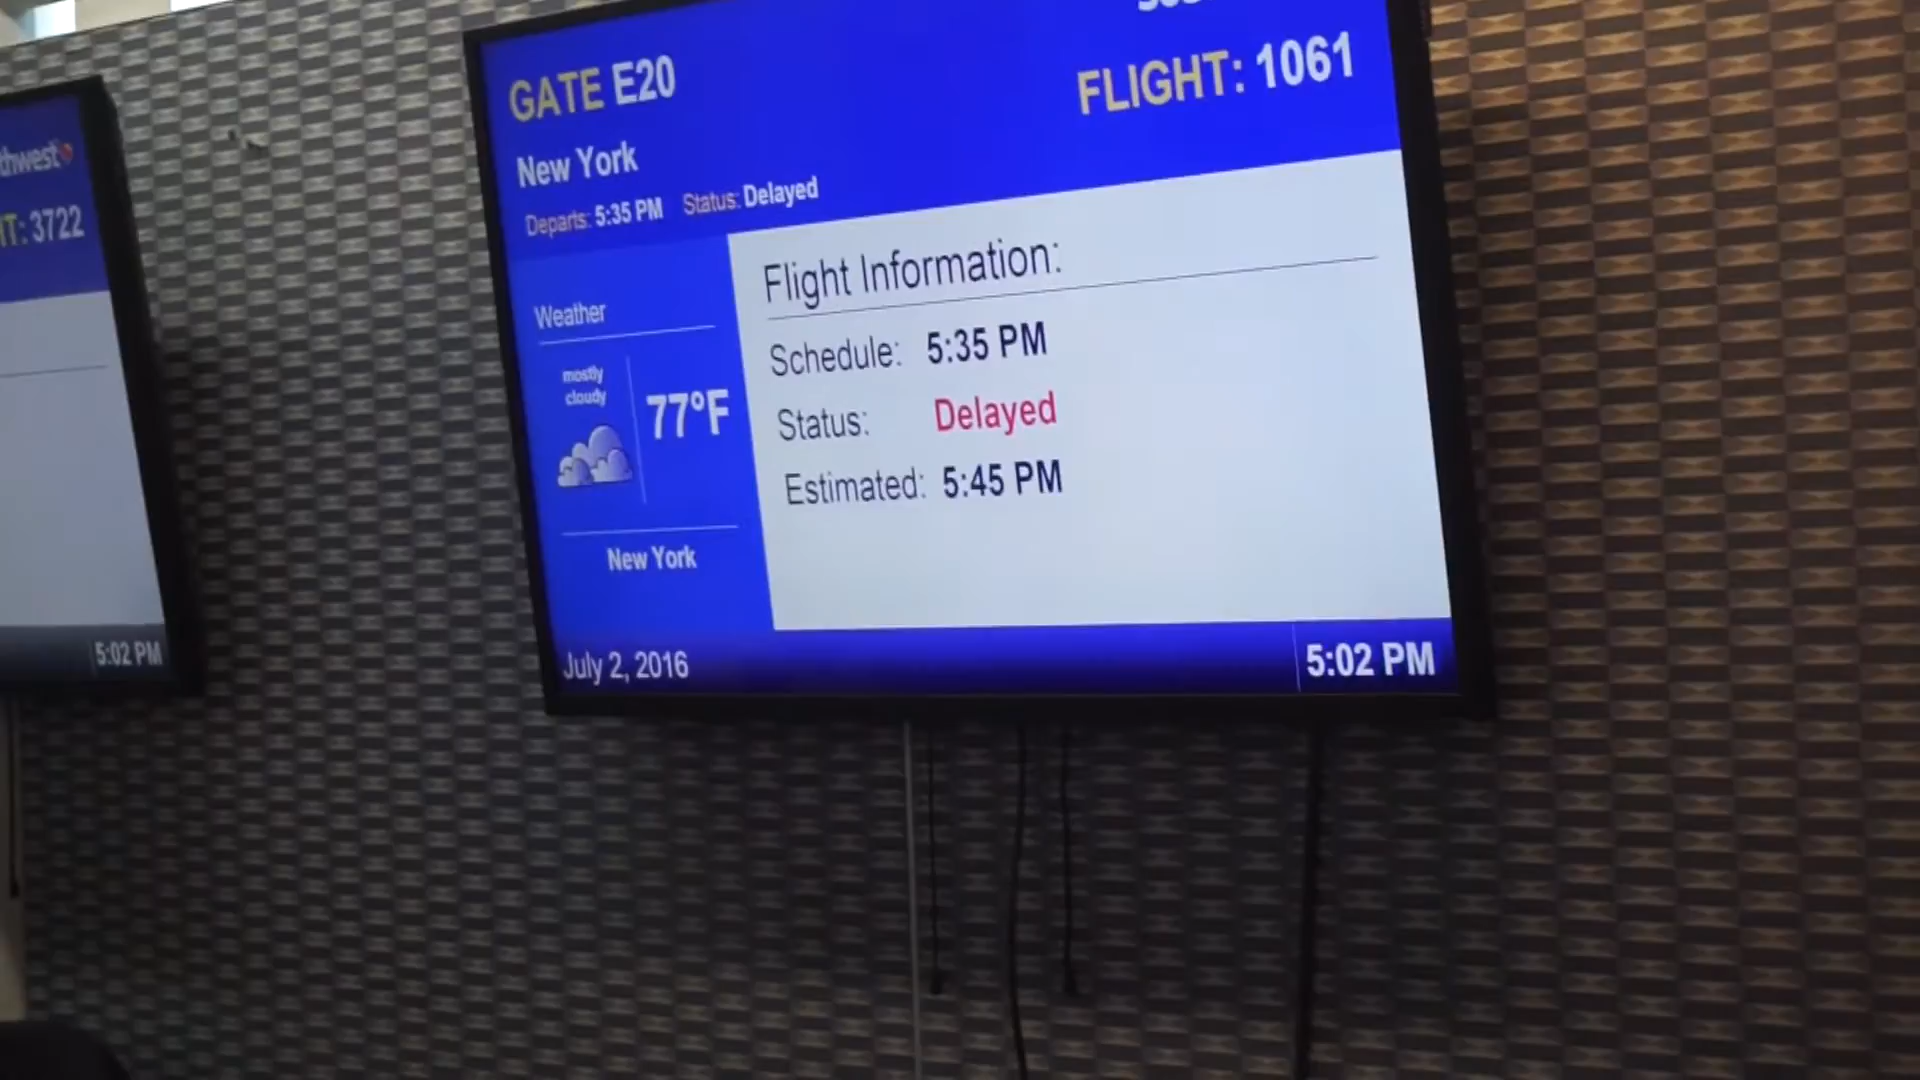 GATE E20
FLIGHT: 1061
New York
Departs: 5:35 PM Status: Delayed
Weather
mostly
cloudy
77°F
New York
Flight Information:
Schedule: 5:35 PM
Status: Delayed
Estimated: 5:45 PM
July 2, 2016
5:02 PM
thwest
HT: 3722
5:02 PM